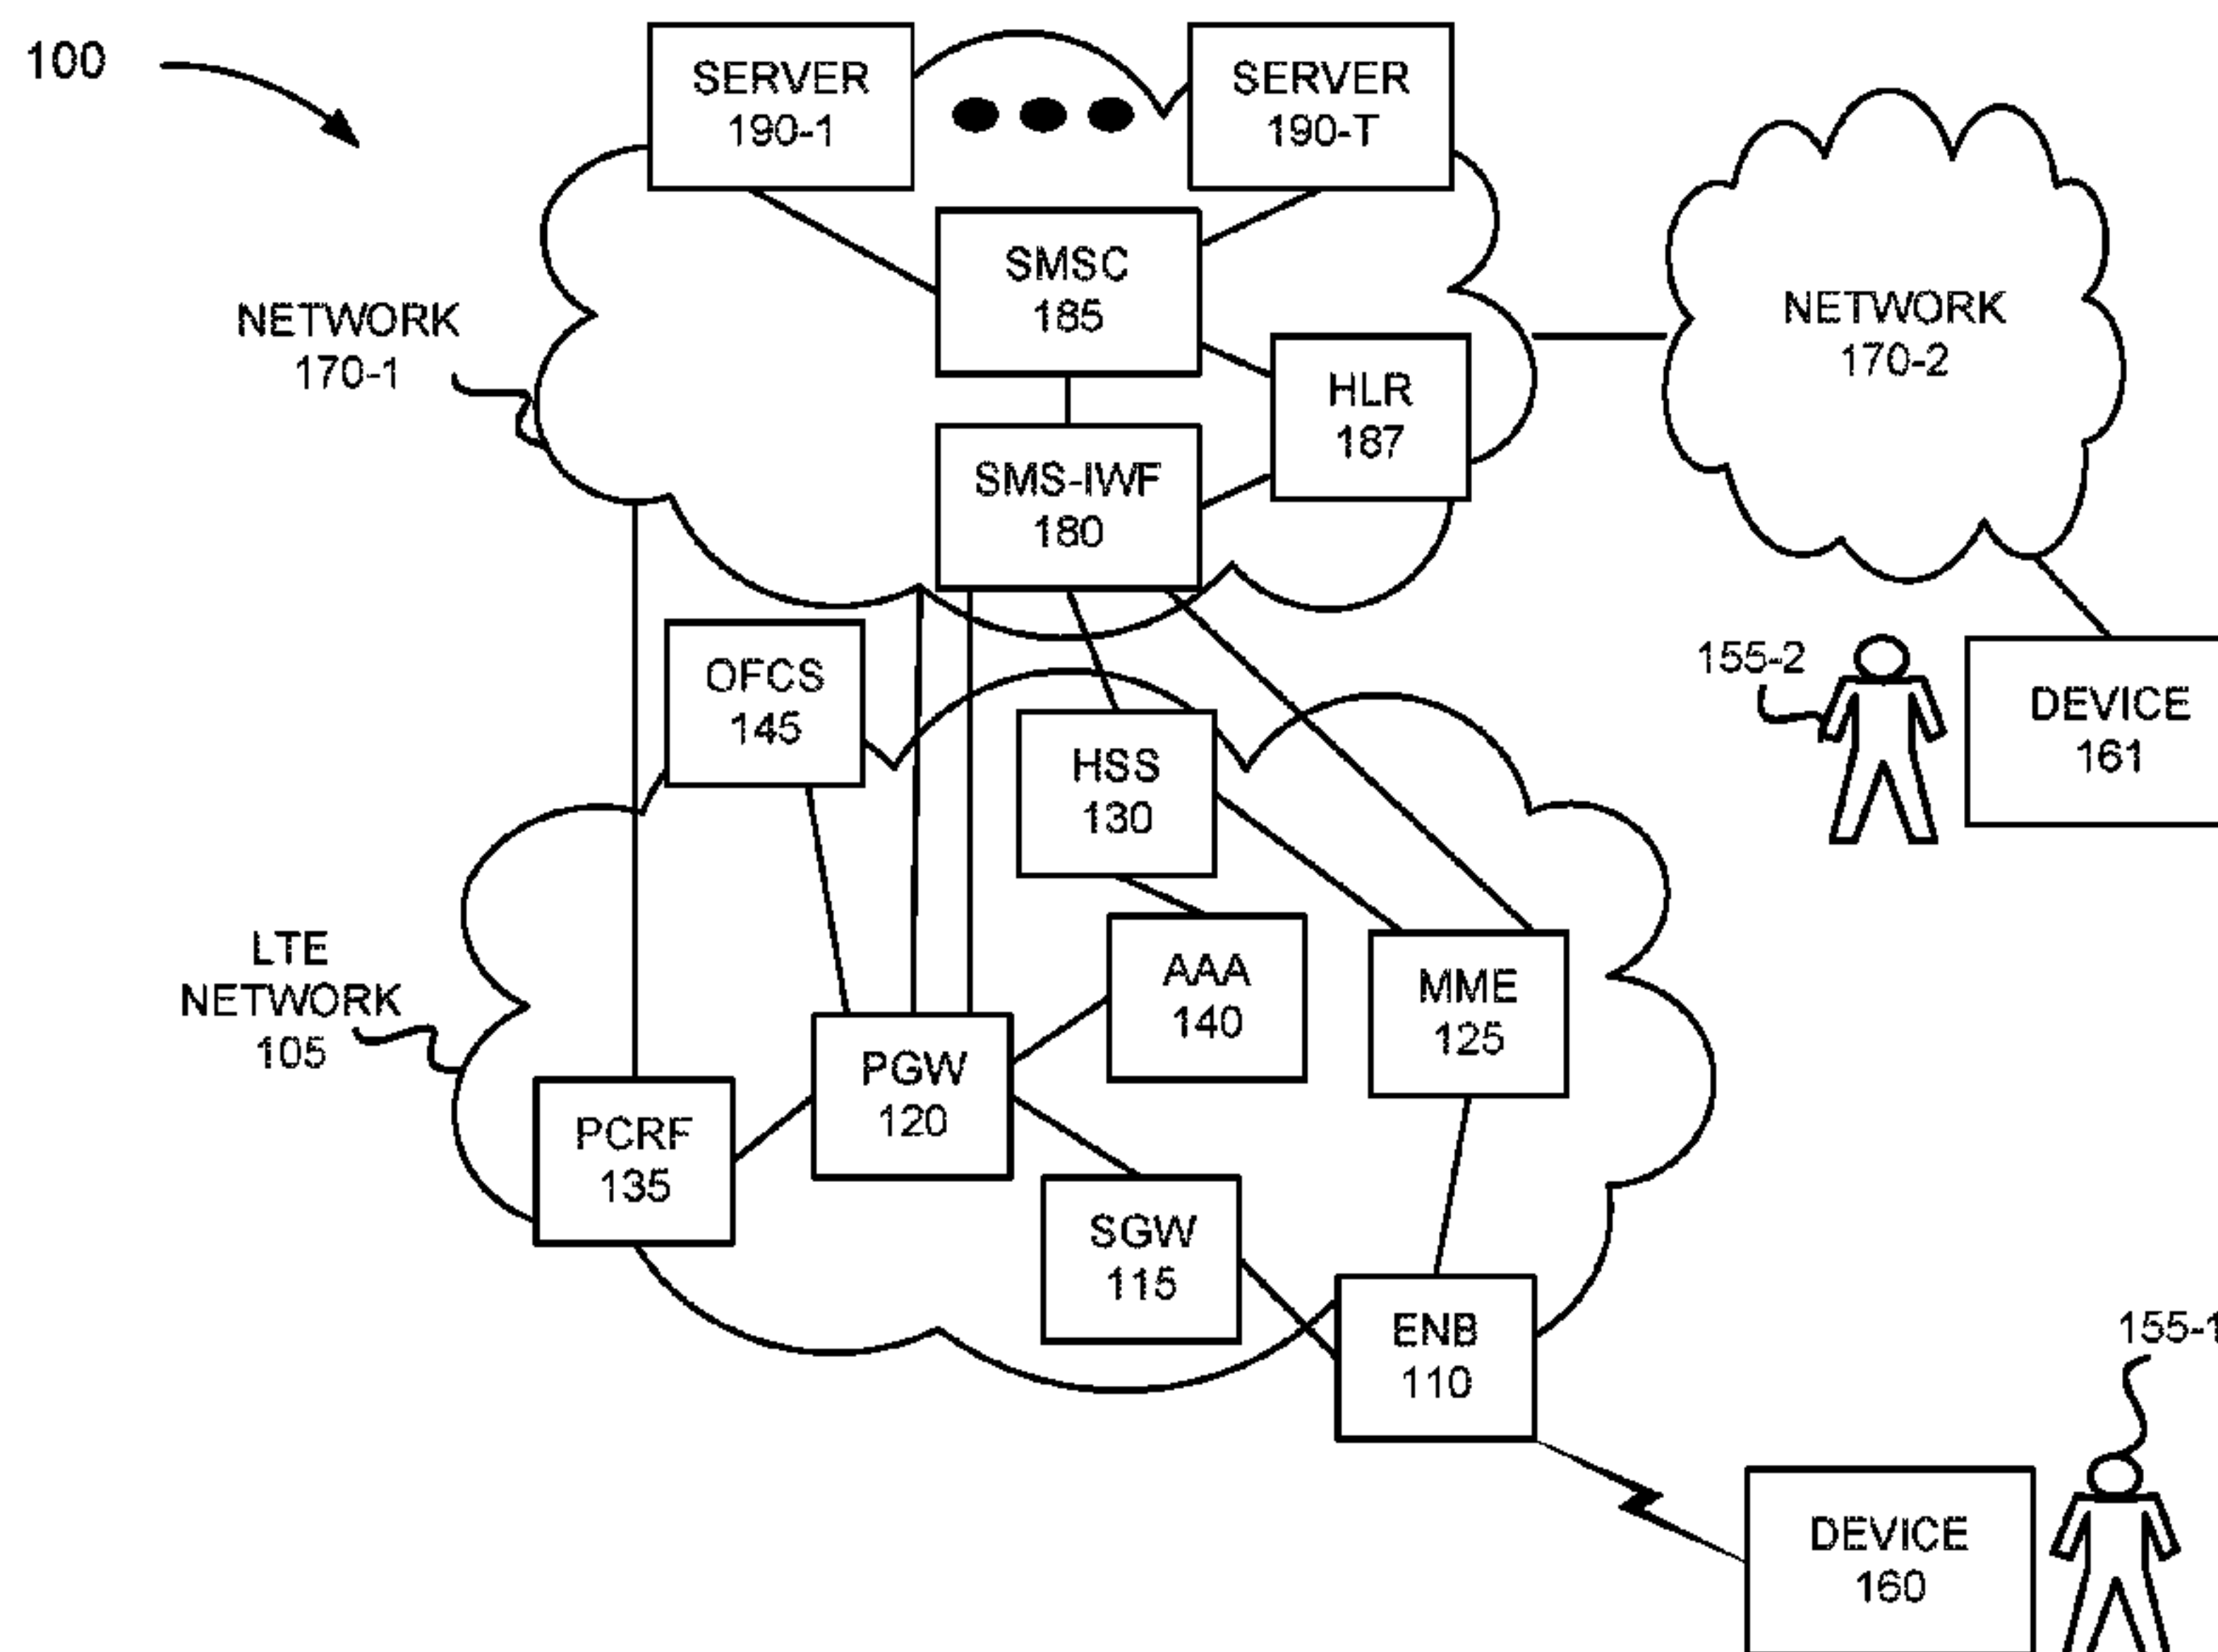 100
SERVER
190-1
SERVER
190-T
SMSC
185
NETWORK
170-1
HLR
187
NETWORK
170-2
SMS-IWF
180
OFCS
145
155-2
DEVICE
161
HSS
130
LTE
NETWORK
105
AAA
140
MME
125
PGW
120
PCRF
135
SGW
115
ENB
110
155-1
DEVICE
160